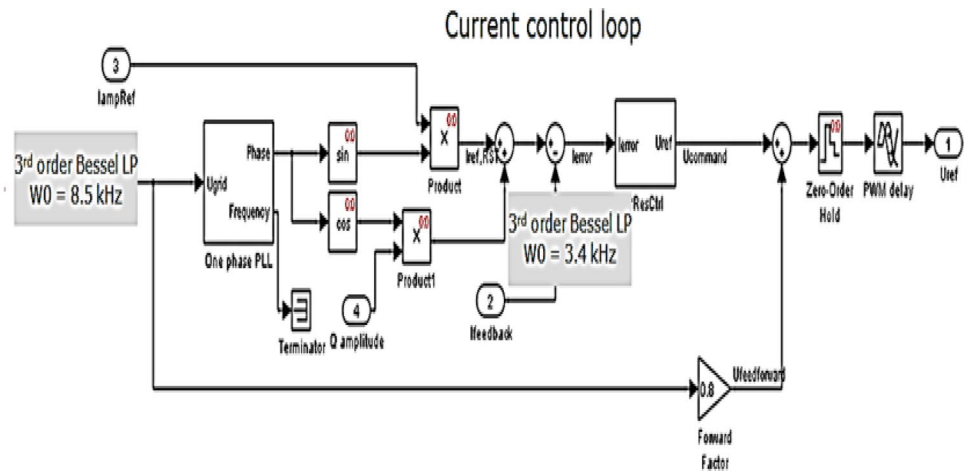 Current control loop
3
IampRef
3rd order Bessel LP
W0 = 8.5 kHz
Ugrid
Phase
Frequency
One phase PLL
sin
cos
×
Product
×
Product1
Iref,RST
Terminator
4
Q amplitude
3rd order Bessel LP
W0 = 3.4 kHz
2
Ifeedback
Ierror
Ierror
Uref
ResCtrl
Ucommand
Zero-Order
Hold
PWM delay
1
Uref
0.8
Ufeedforward
Forward
Factor